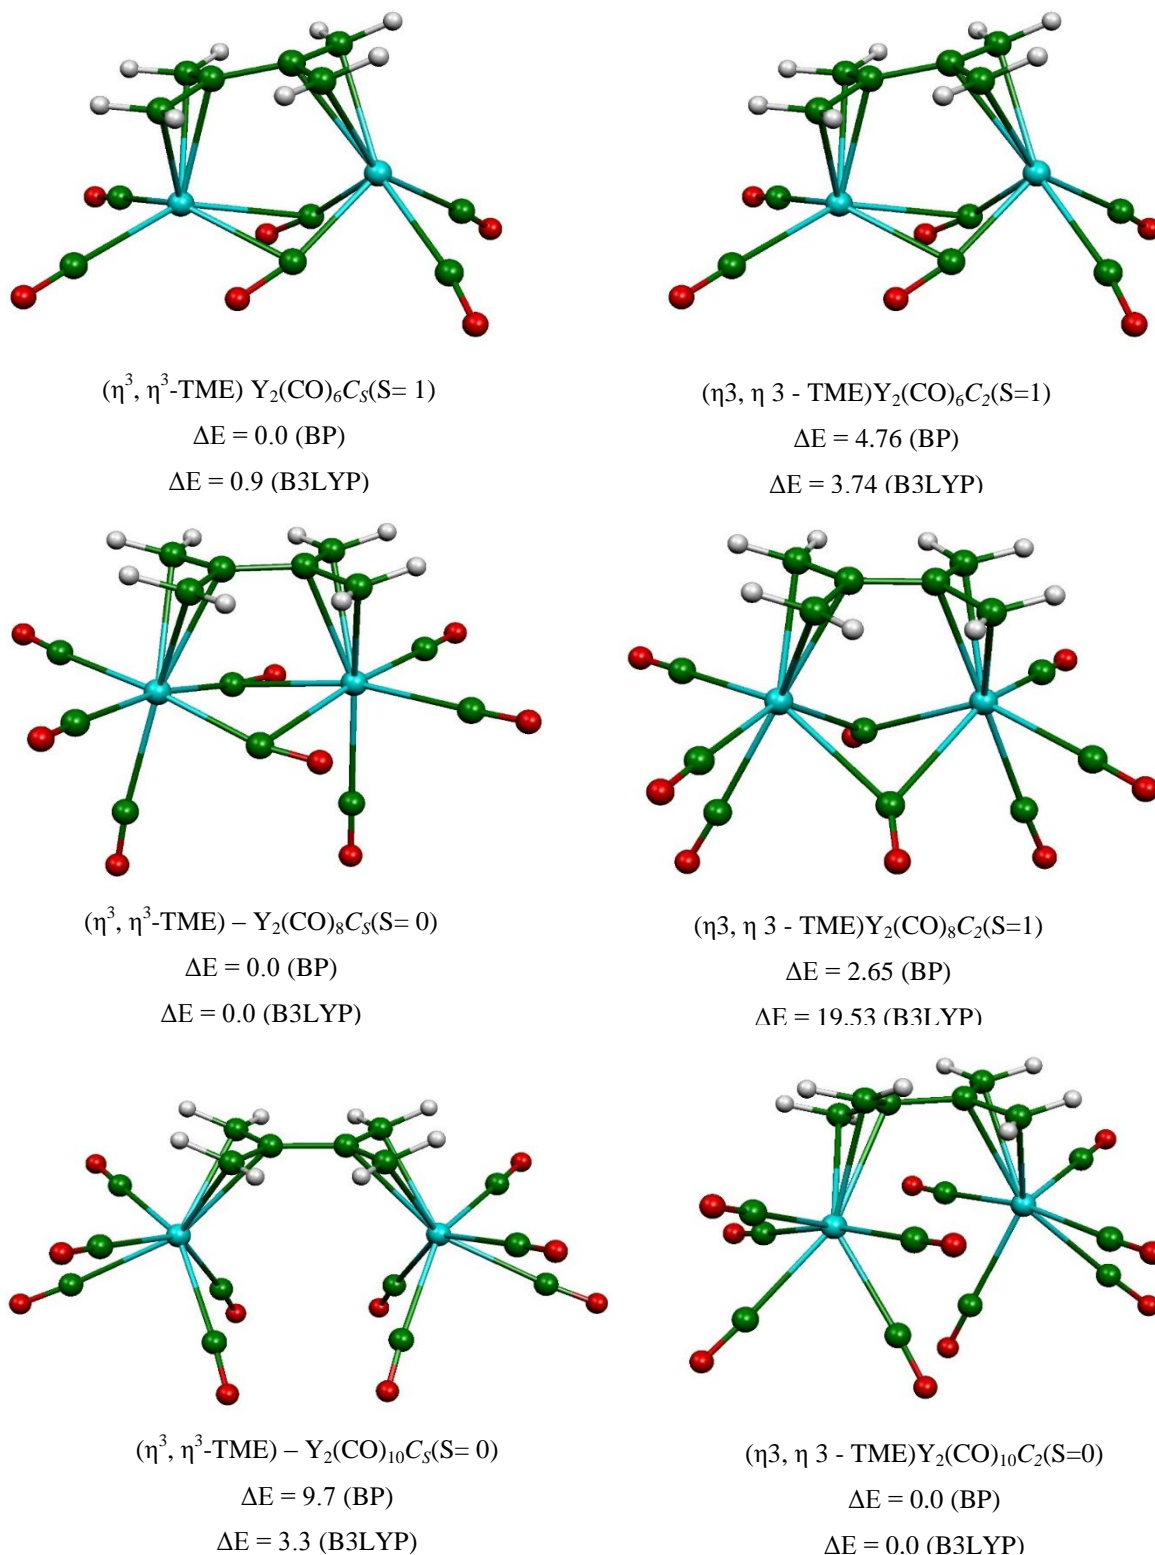 (η³, η³-TME) Y₂(CO)₆Cₛ(S= 1)
ΔE = 0.0 (BP)
ΔE = 0.9 (B3LYP)
(η3, η 3 - TME)Y₂(CO)₆C₂(S=1)
ΔE = 4.76 (BP)
ΔE = 3.74 (B3LYP)
(η³, η³-TME) – Y₂(CO)₈Cₛ(S= 0)
ΔE = 0.0 (BP)
ΔE = 0.0 (B3LYP)
(η3, η 3 - TME)Y₂(CO)₈C₂(S=1)
ΔE = 2.65 (BP)
ΔE = 19.53 (B3LYP)
(η³, η³-TME) – Y₂(CO)₁₀Cₛ(S= 0)
ΔE = 9.7 (BP)
ΔE = 3.3 (B3LYP)
(η3, η 3 - TME)Y₂(CO)₁₀C₂(S=0)
ΔE = 0.0 (BP)
ΔE = 0.0 (B3LYP)